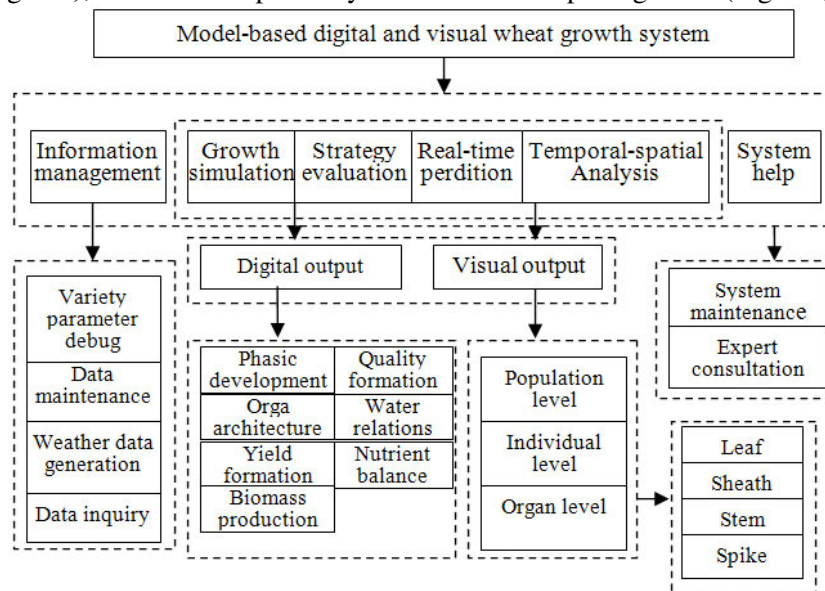 Model-based digital and visual wheat growth system
Information
management
Growth
simulation
Strategy
evaluation
Real-time
perdition
Temporal-spatial
Analysis
System
help
Digital output
Visual output
Variety
parameter
debug
Data
maintenance
Weather data
generation
Data inquiry
Phasic
development
Quality
formation
Orga
architecture
Water
relations
Yield
formation
Nutrient
balance
Biomass
production
Population
level
Individual
level
Organ level
System
maintenance
Expert
consultation
Leaf
Sheath
Stem
Spike